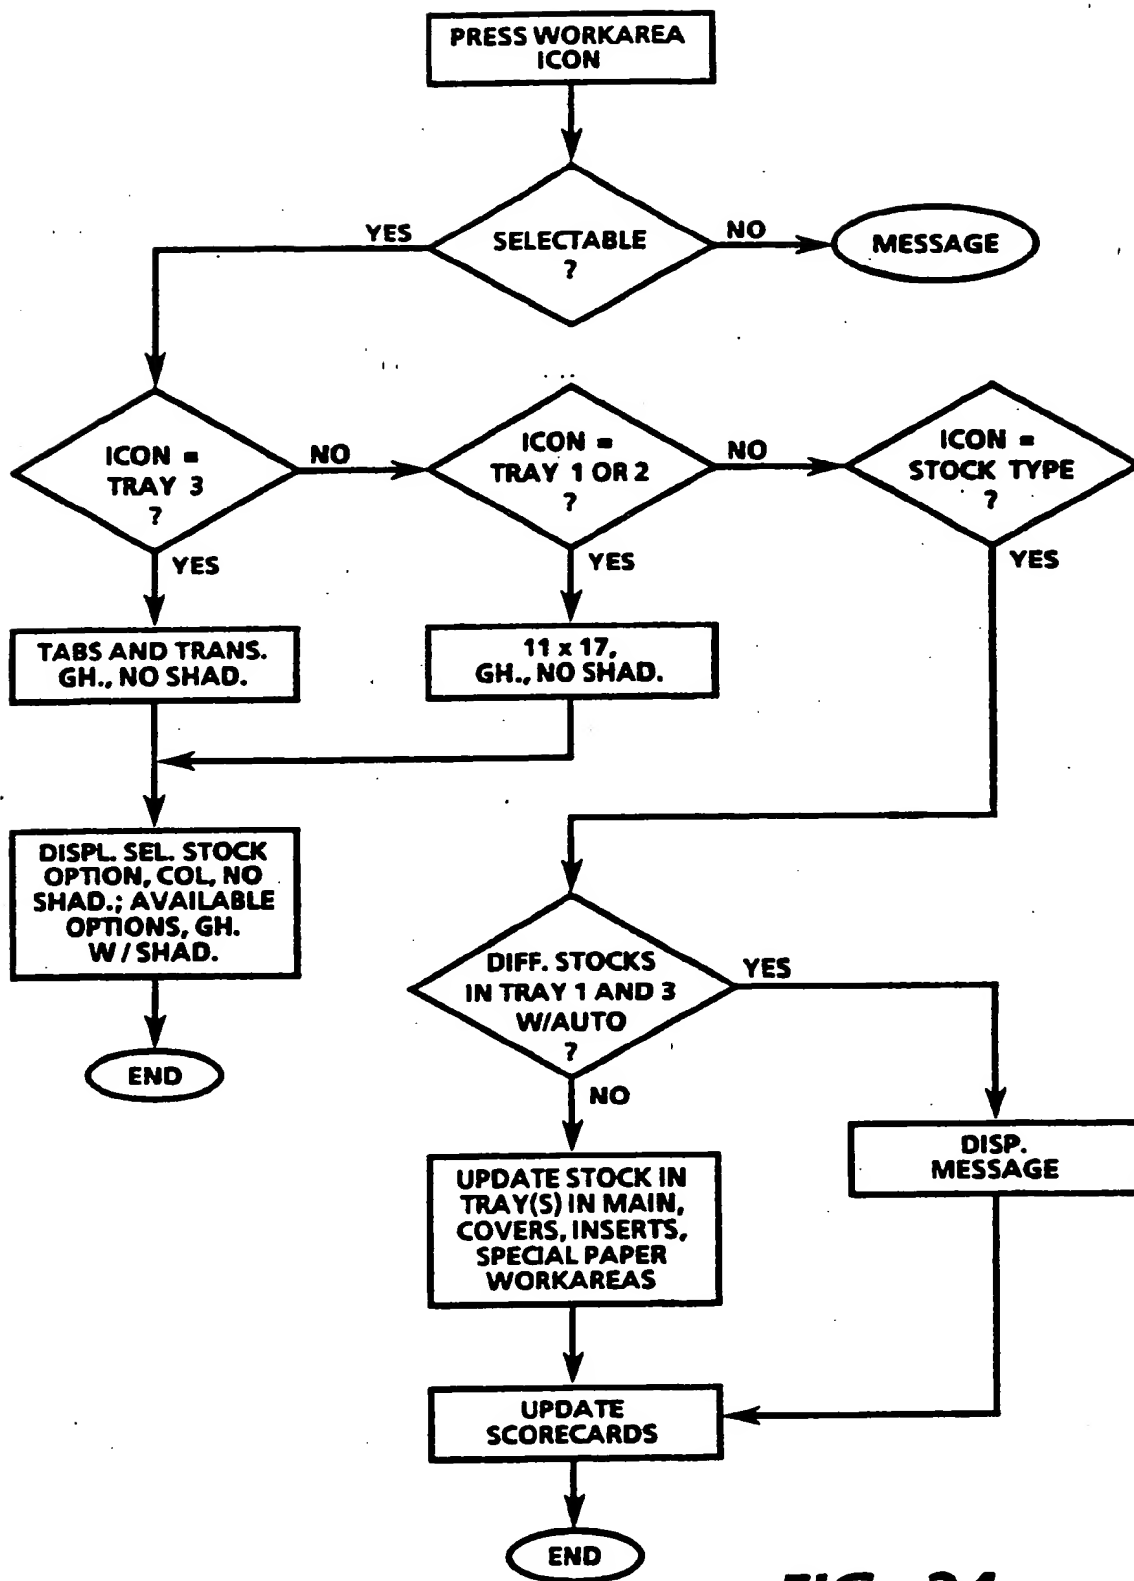 PRESS WORKAREA
ICON
SELECTABLE
?
YES
NO
MESSAGE
ICON =
TRAY 3
?
NO
ICON =
TRAY 1 OR 2
?
NO
ICON =
STOCK TYPE
?
YES
YES
YES
TABS AND TRANS.
GH., NO SHAD.
11 x 17,
GH., NO SHAD.
DISPL. SEL. STOCK
OPTION, COL, NO
SHAD.; AVAILABLE
OPTIONS, GH.
W / SHAD.
END
DIFF. STOCKS
IN TRAY 1 AND 3
W/AUTO
?
YES
NO
DISP.
MESSAGE
UPDATE STOCK IN
TRAY(S) IN MAIN,
COVERS, INSERTS,
SPECIAL PAPER
WORKAREAS
UPDATE
SCORECARDS
END